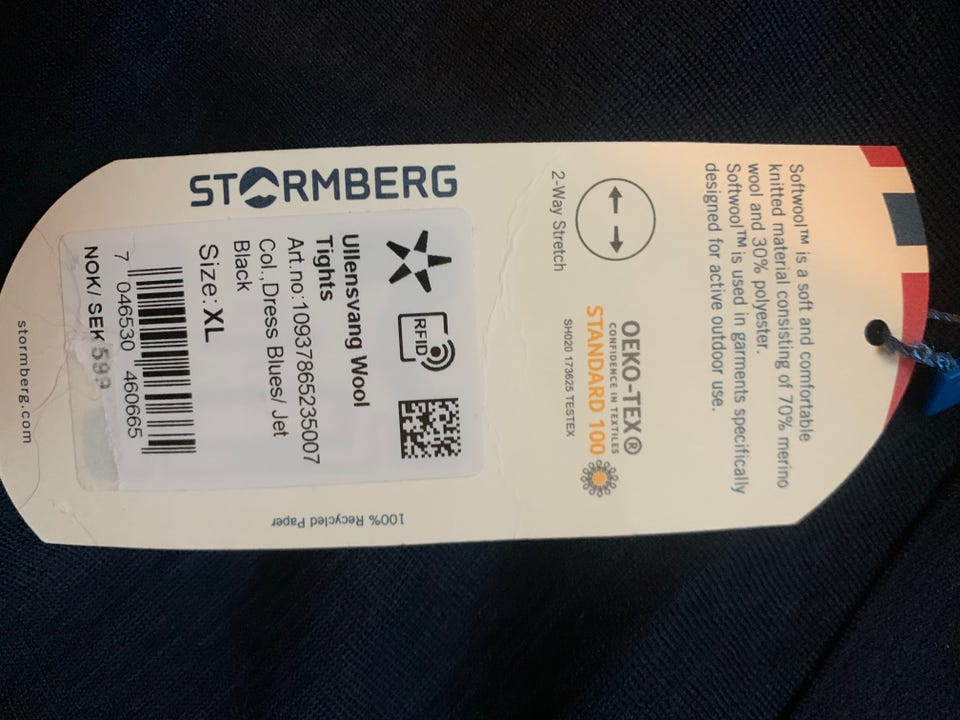 Softwool™ is a soft and comfortable
knitted material consisting of 70% merino
wool and 30% polyester.
Softwool™ is used in garments specifically
designed for active outdoor use.
2-Way Stretch
OEKO-TEX®
CONFIDENCE IN TEXTILES
STANDARD 100
SH020 173625 TESTEX
STORMBERG
RFID
Ullensvang Wool
Tights
Art.no:1093786523​5007
Col.,Dress Blues/ Jet
Black
Size: XL
7 046530 460665
NOK/ SEK 599
100% Recycled Paper
stormberg.com